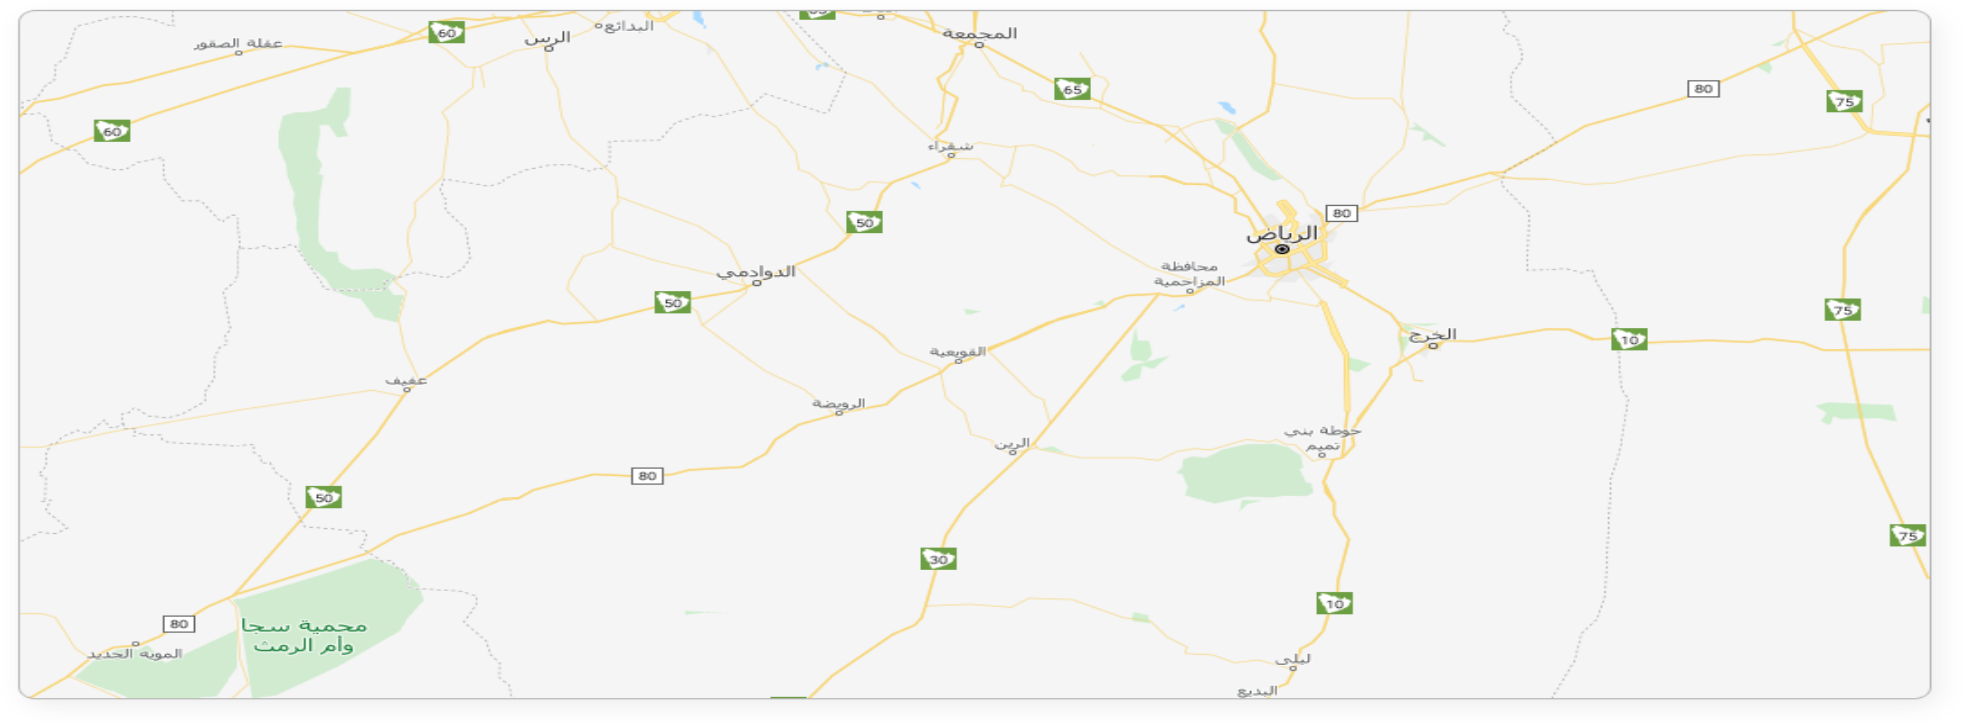 60
البدائع
الرس
المجمعة
عقلة الصقور
65
80
75
60
شقراء
50
80
الرياض
الدوادمي
محافظة
المزاحمية
50
75
الخرج
10
القويعية
عفيف
الرويضة
حوطة بني
تميم
الرين
80
50
75
30
10
80
محمية سجا
وأم الرمث
المويه الجديد
ليلى
البديع